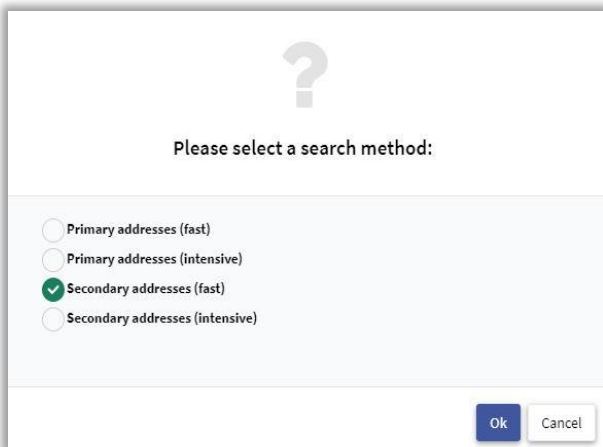 Please select a search method:
Primary addresses (fast)
Primary addresses (intensive)
Secondary addresses (fast)
Secondary addresses (intensive)
Ok Cancel